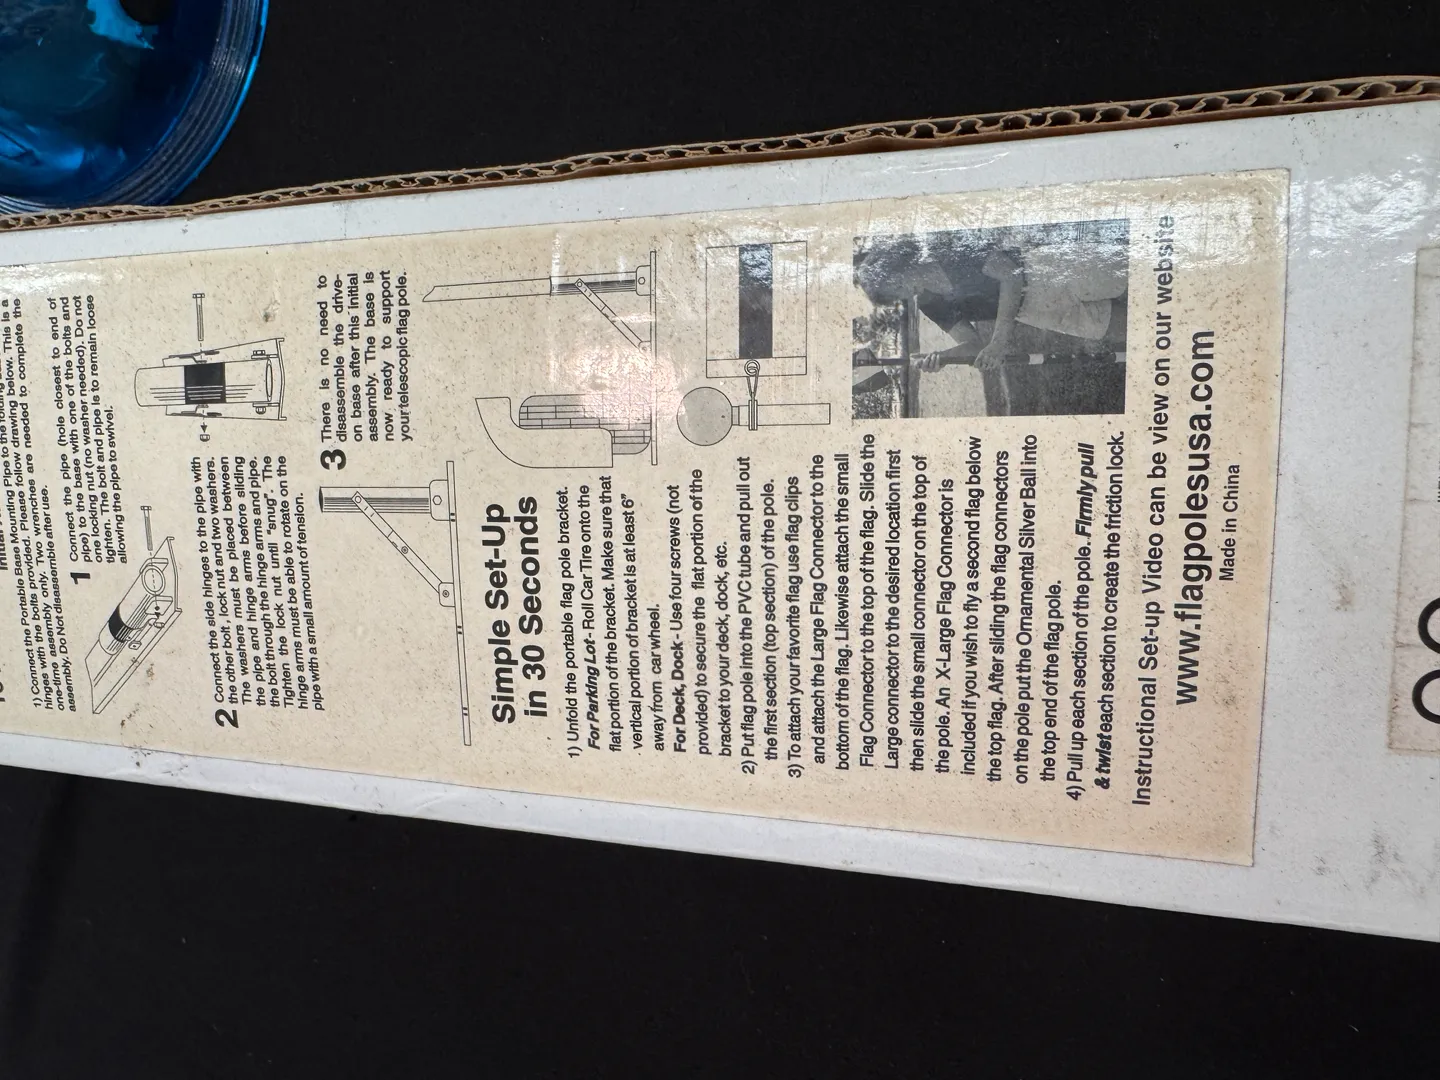 1) Connect the Portable Base Mounting Pipe to the folding
hinges with the bolts provided. Please follow drawing below. This is a
one-time assembly only. Two wrenches are needed to complete the
assembly. Do Not disassemble after use.
1 Connect the pipe (hole closest to end of
pipe) to the base with one of the bolts and
one locking nut (no washer needed). Do not
tighten. The bolt and pipe is to remain loose
allowing the pipe to swivel.
2 Connect the side hinges to the pipe with
the other bolt, lock nut and two washers.
The washers must be placed between
the pipe and hinge arms before sliding
the bolt through the hinge arms and pipe.
Tighten the lock nut until "snug". The
hinge arms must be able to rotate on the
pipe with a small amount of tension.
3 There is no need to
disassemble the drive-
on base after this initial
assembly. The base is
now ready to support
your telescopic flag pole.
Simple Set-Up
in 30 Seconds
1) Unfold the portable flag pole bracket.
For Parking Lot - Roll Car Tire onto the
flat portion of the bracket. Make sure that
vertical portion of bracket is at least 6"
away from car wheel.
For Deck, Dock - Use four screws (not
provided) to secure the flat portion of the
bracket to your deck, dock, etc.
2) Put flag pole into the PVC tube and pull out
the first section (top section) of the pole.
3) To attach your favorite flag use flag clips
and attach the Large Flag Connector to the
bottom of the flag. Likewise attach the small
Flag Connector to the top of the flag. Slide the
Large connector to the desired location first
then slide the small connector on the top of
the pole. An X-Large Flag Connector is
included if you wish to fly a second flag below
the top flag. After sliding the flag connectors
on the pole put the Ornamental Silver Ball into
the top end of the flag pole.
4) Pull up each section of the pole. Firmly pull
& twist each section to create the friction lock.
Instructional Set-up Video can be view on our website
www.flagpolesusa.com
Made in China